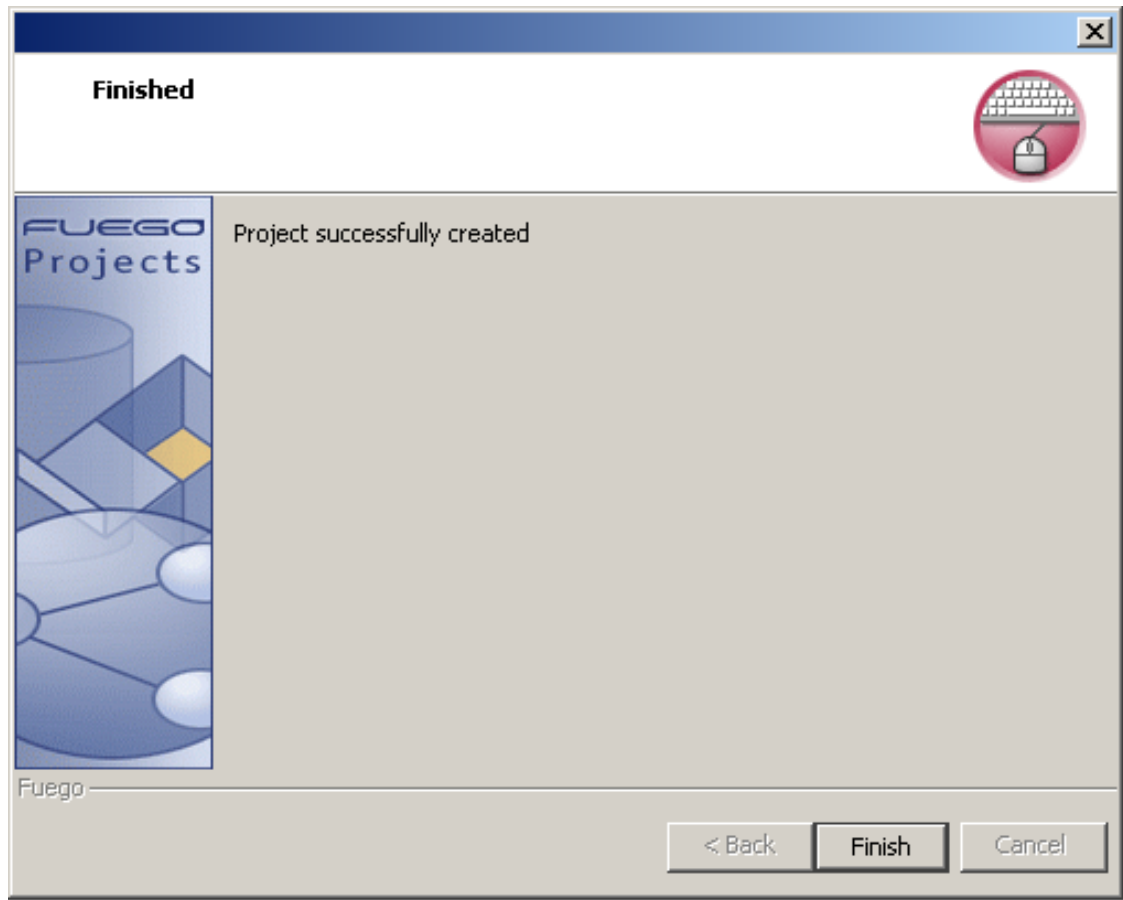 Finished
FUEGO
Projects
Project successfully created
Fuego
< Back
Finish
Cancel